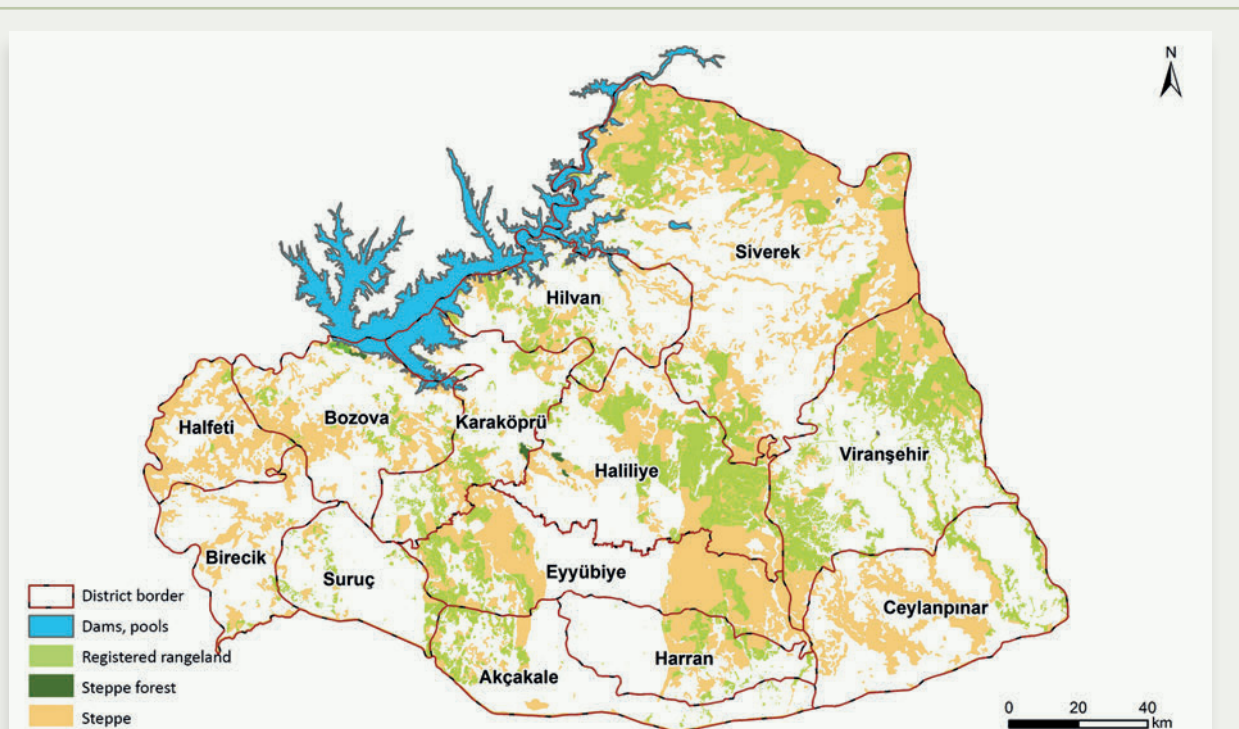 N
Siverek
Hilvan
Halfeti
Bozova
Karaköprü
Haliliye
Viranşehir
Birecik
Suruç
Eyyübiye
Ceylanpınar
Harran
Akçakale
District border
Dams, pools
Registered rangeland
Steppe forest
Steppe
0 20 40
km